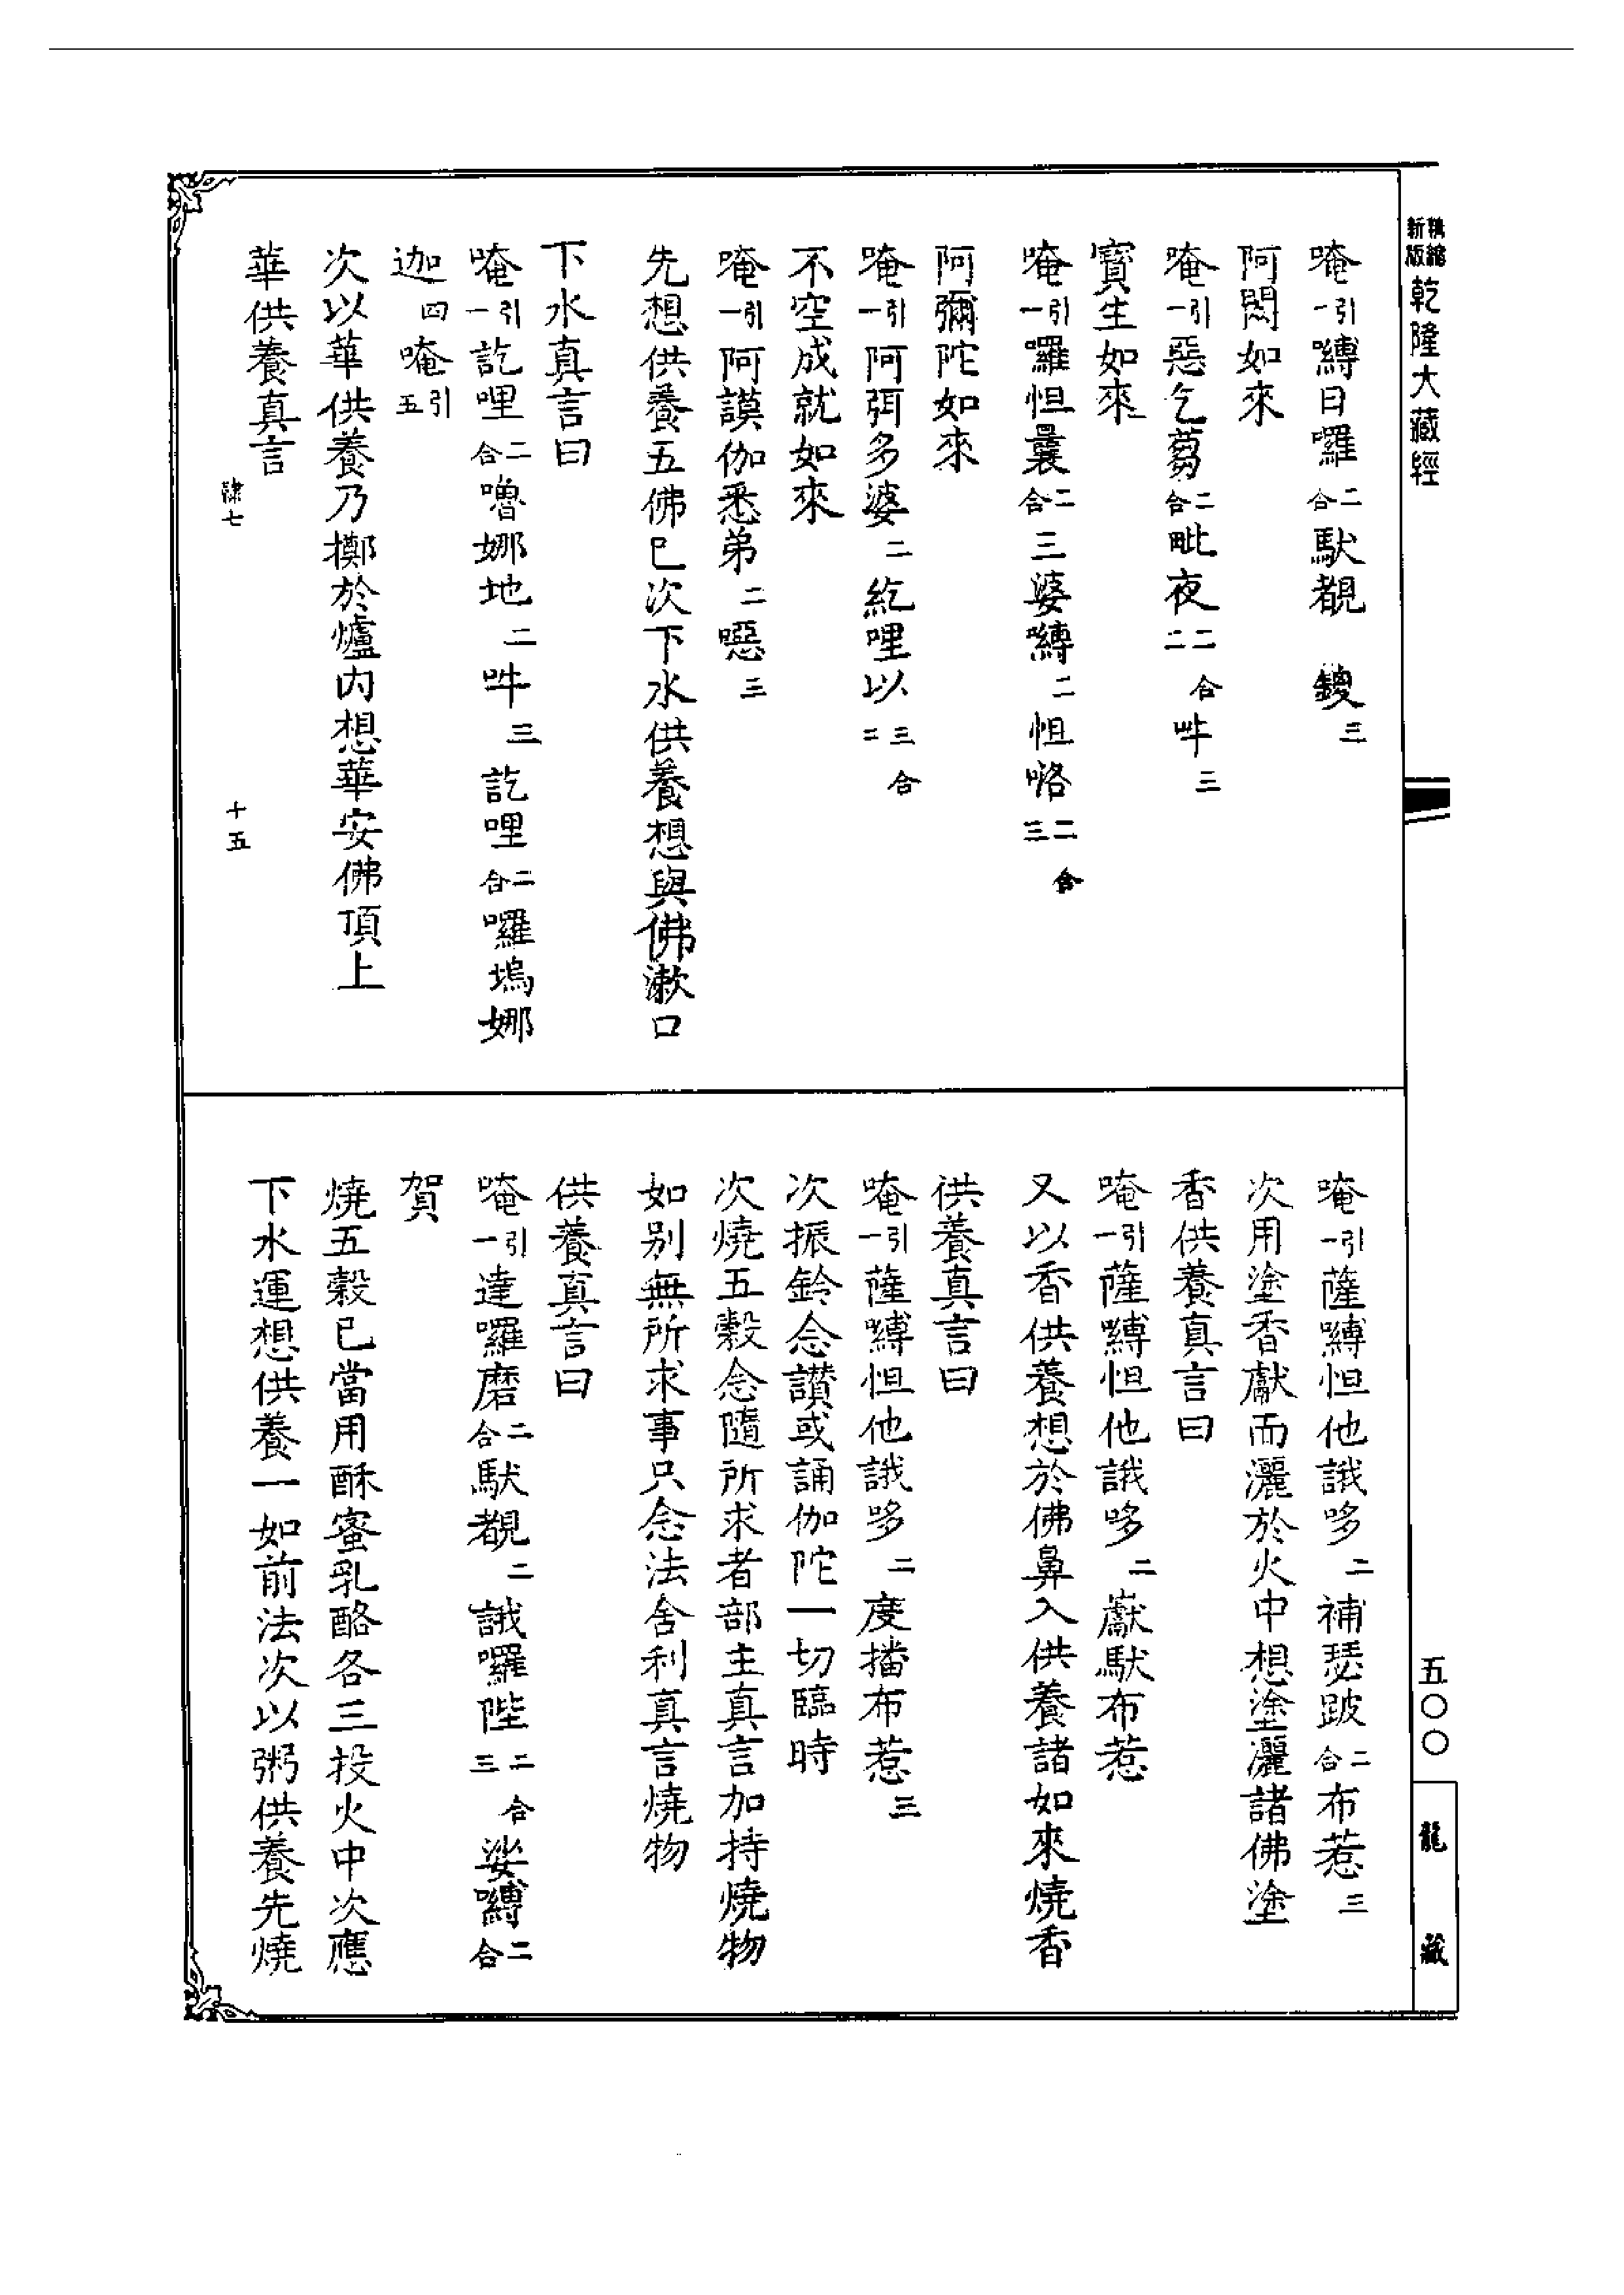 新版精縮乾隆大藏經
唵引一嚩日囉二合馱覩鑁三
阿閦如來
唵引一惡乞蒭二合毗夜二合二吽三
寶生如來
唵引一囉怛曩二合三婆嚩二怛咯二合三
阿彌陀如來
唵引一阿弭多婆二紇哩以三合二
不空成就如來
唵引一阿謨伽悉弟二噁三
先想供養五佛已次下水供養想與佛漱口
下水真言曰
唵引一訖哩二合嚕娜地二吽三訖哩二合囉塢娜
迦四唵引五
次以華供養乃擲於爐內想華安佛頂上
華供養真言
隸七 十五
唵引一薩嚩怛他誐哆二補瑟跛二合布惹三
次用塗香獻而灑於火中想塗灑諸佛塗
香供養真言曰
唵引一薩嚩怛他誐哆二巘馱布惹
又以香供養想於佛鼻入供養諸如來燒香
供養真言曰
唵引一薩嚩怛他誐哆二度播布惹三
次振鈴念讚或誦伽陀一切臨時
次燒五穀念隨所求者部主真言加持燒物
如別無所求事只念法舍利真言燒物
供養真言曰
唵引一達囉磨二合馱覩二誐囉陛二合三娑嚩二合
賀
燒五穀已當用酥蜜乳酪各三投火中次應
下水運想供養一如前法次以粥供養先燒
五〇〇
龍藏